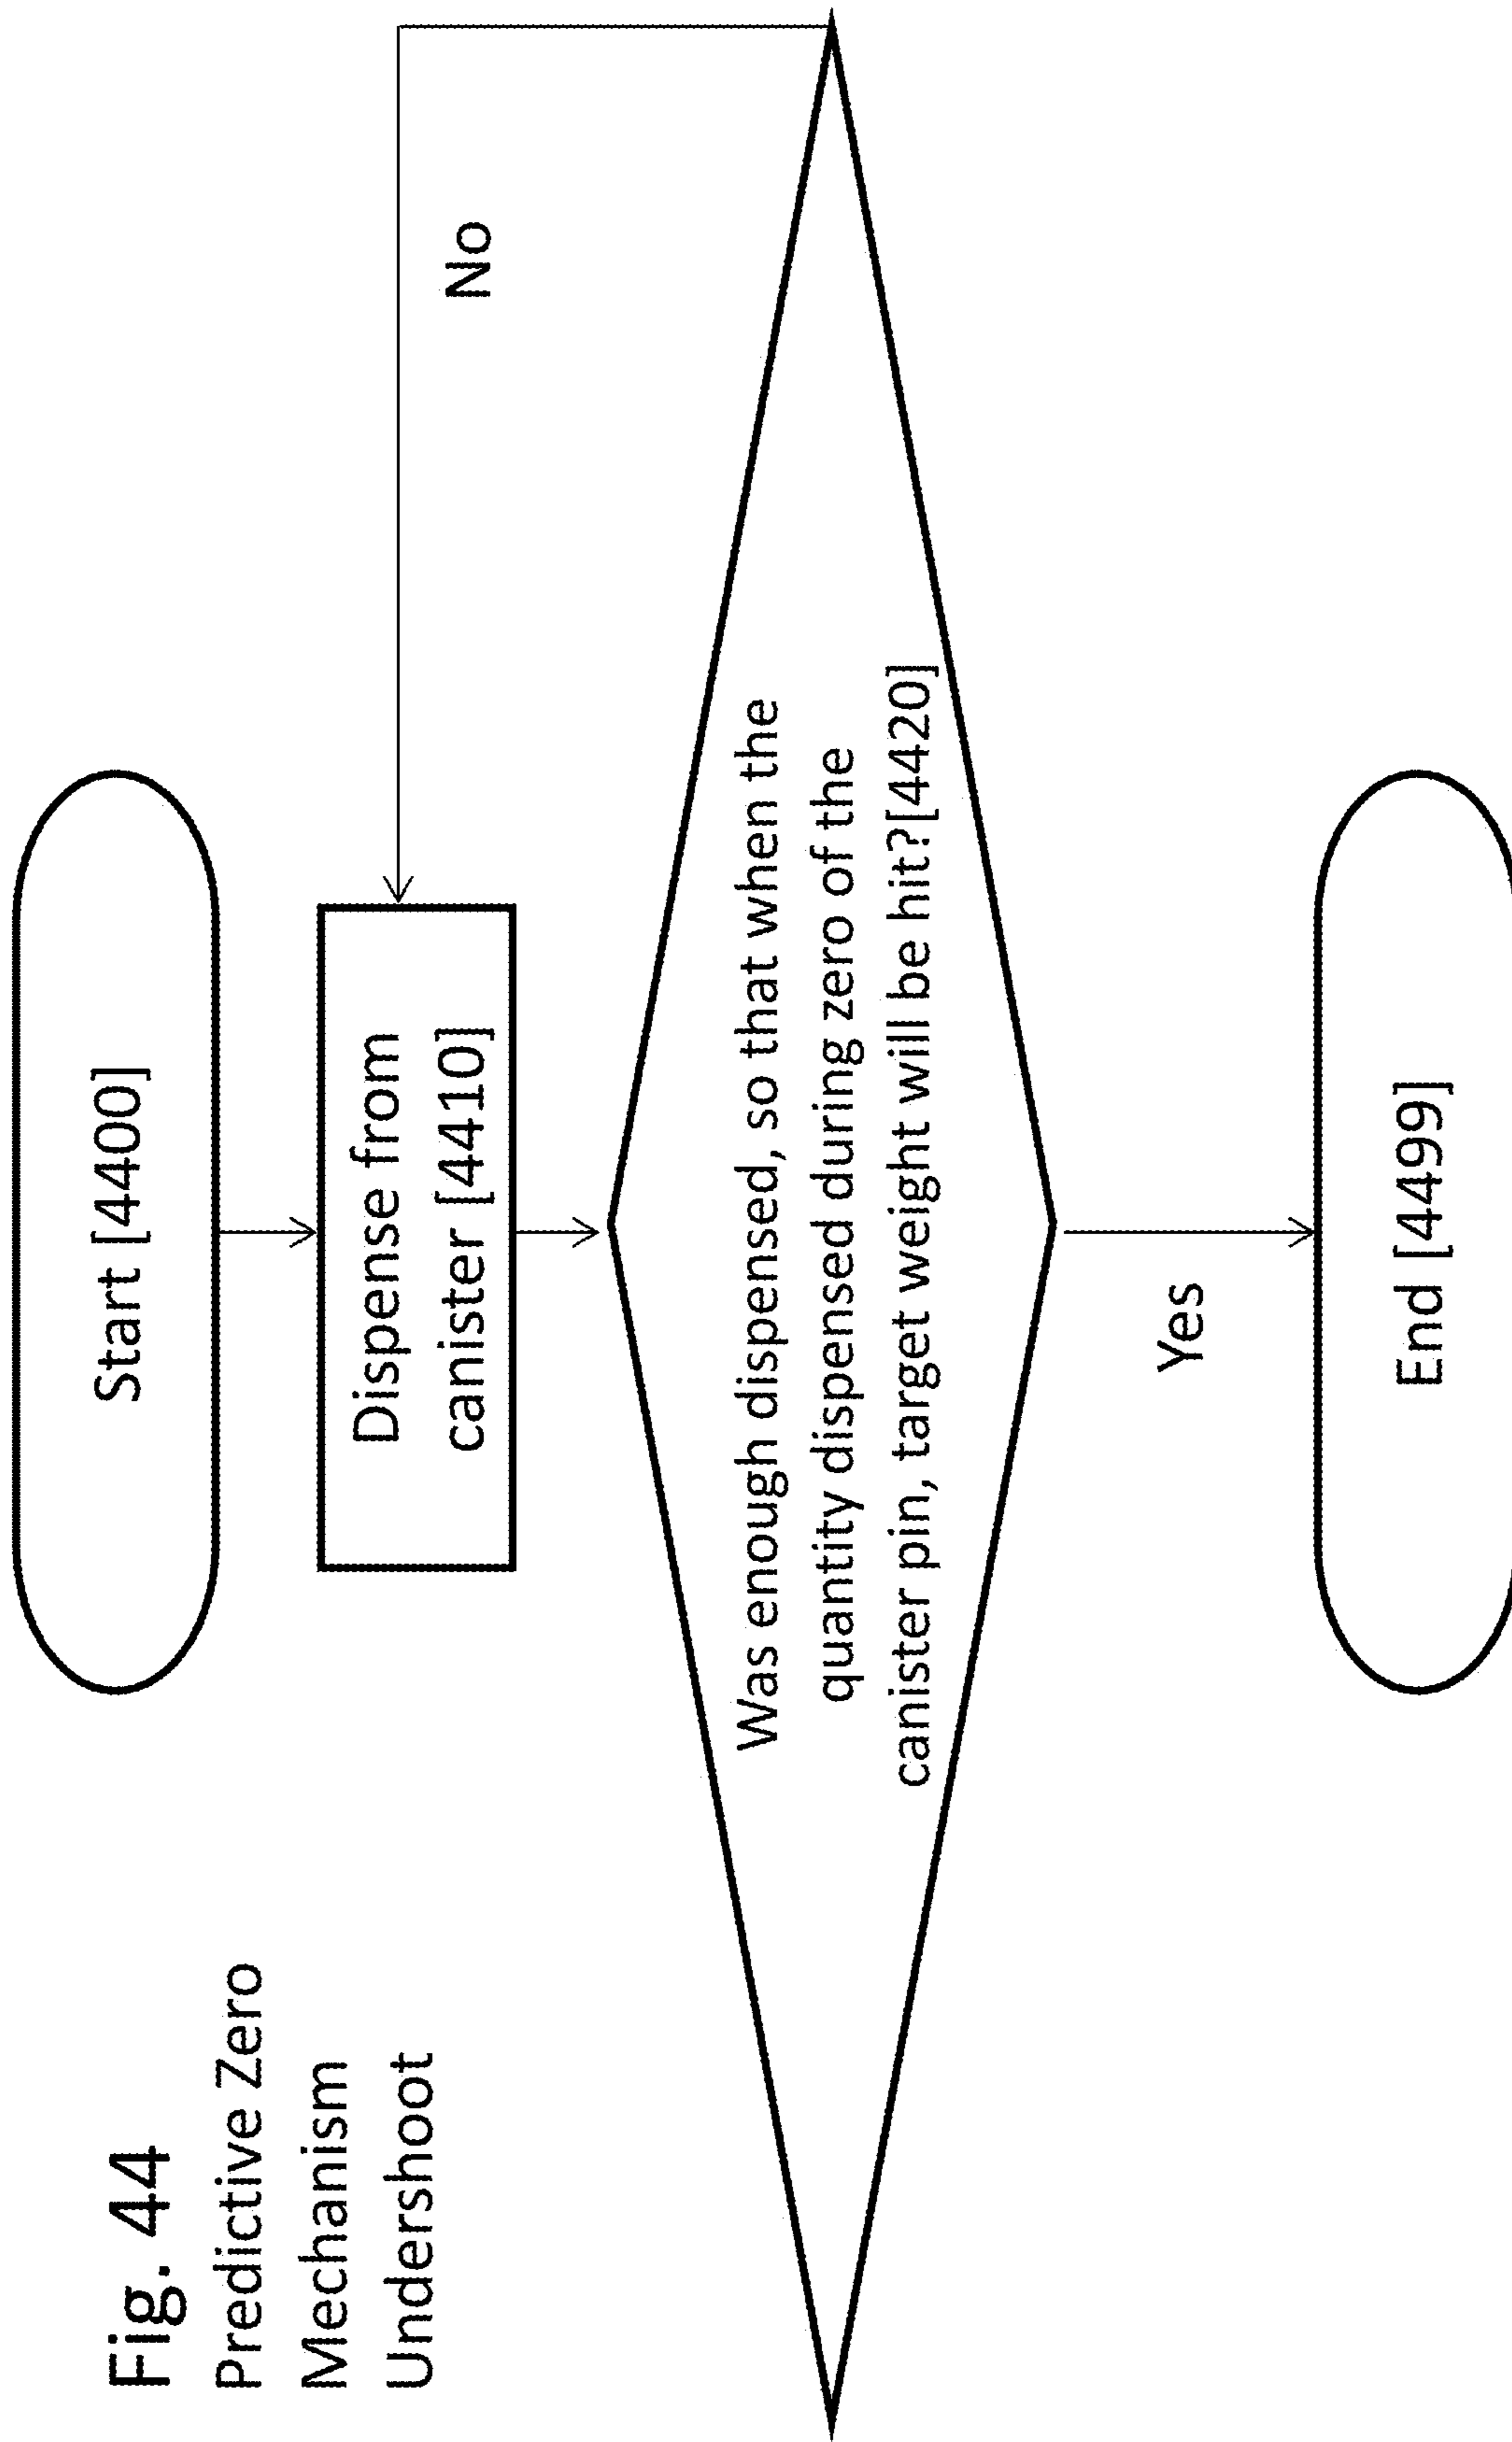 Fig. 44
Predictive Zero
Mechanism
Undershoot
Start [4400]
Dispense from
canister [4410]
No
Was enough dispensed, so that when the
quantity dispensed during zero of the
canister pin, target weight will be hit?[4420]
Yes
End [4499]